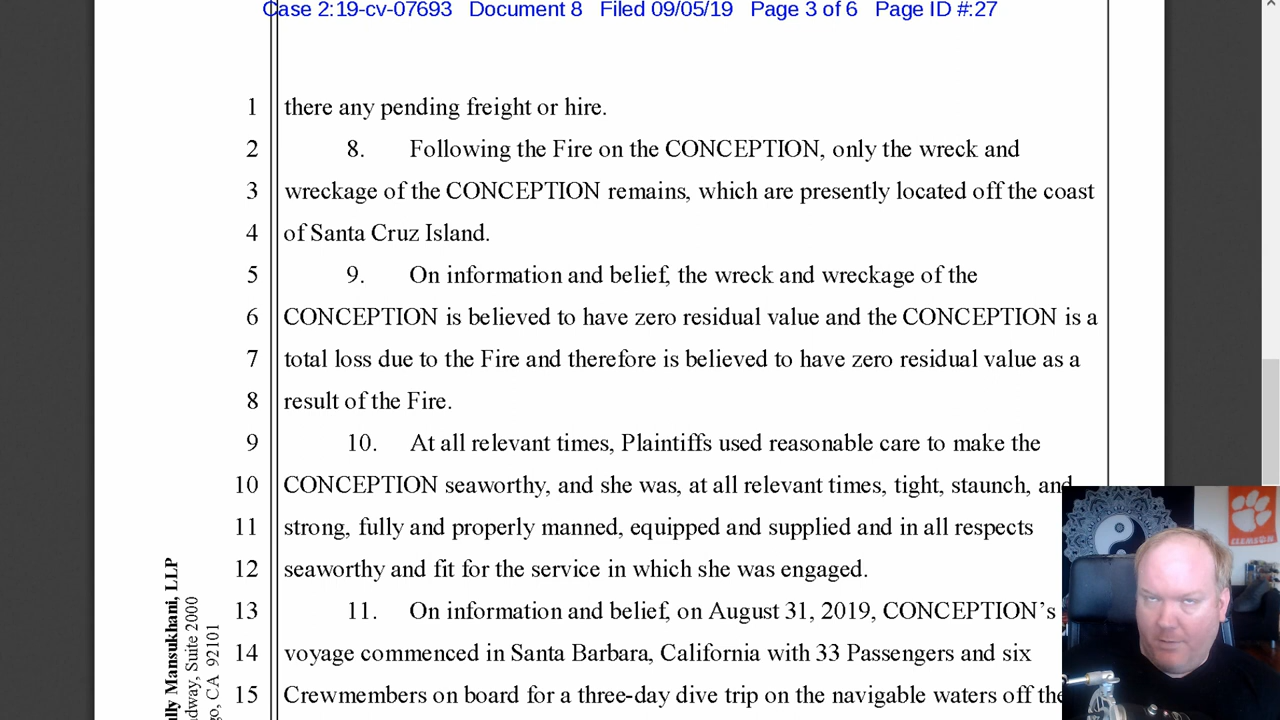 Case 2:19-cv-07693 Document 8 Filed 09/05/19 Page 3 of 6 Page ID #:27
1 there any pending freight or hire.
2 8. Following the Fire on the CONCEPTION, only the wreck and
3 wreckage of the CONCEPTION remains, which are presently located off the coast
4 of Santa Cruz Island.
5 9. On information and belief, the wreck and wreckage of the
6 CONCEPTION is believed to have zero residual value and the CONCEPTION is a
7 total loss due to the Fire and therefore is believed to have zero residual value as a
8 result of the Fire.
9 10. At all relevant times, Plaintiffs used reasonable care to make the
10 CONCEPTION seaworthy, and she was, at all relevant times, tight, staunch, and
11 strong, fully and properly manned, equipped and supplied and in all respects
12 seaworthy and fit for the service in which she was engaged.
13 11. On information and belief, on August 31, 2019, CONCEPTION’s
14 voyage commenced in Santa Barbara, California with 33 Passengers and six
15 Crewmembers on board for a three-day dive trip on the navigable waters off the
Mansukhani, LLP
Suite 2000
CA 92101
CLEMSON